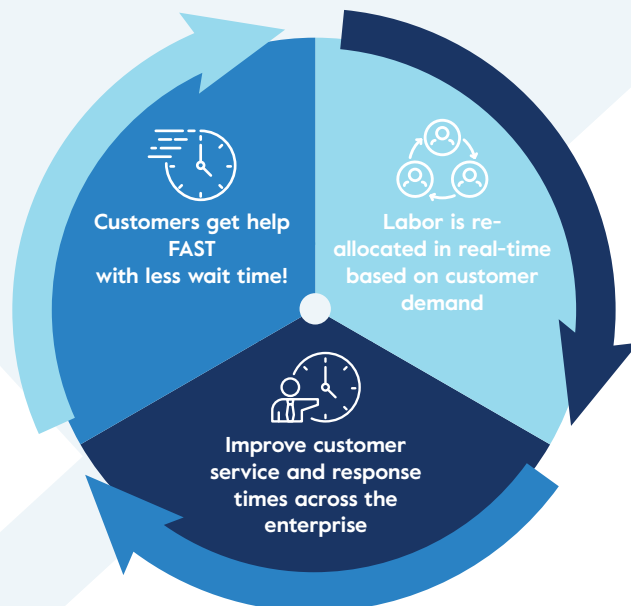 Customers get help
FAST
with less wait time!
Labor is re-
allocated in real-time
based on customer
demand
Improve customer
service and response
times across the
enterprise